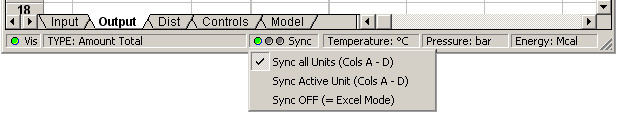 18
Input Output Dist Controls Model
Vis TYPE: Amount Total Sync Temperature: °C Pressure: bar Energy: Mcal
Sync all Units (Cols A - D)
Sync Active Unit (Cols A - D)
Sync OFF (= Excel Mode)